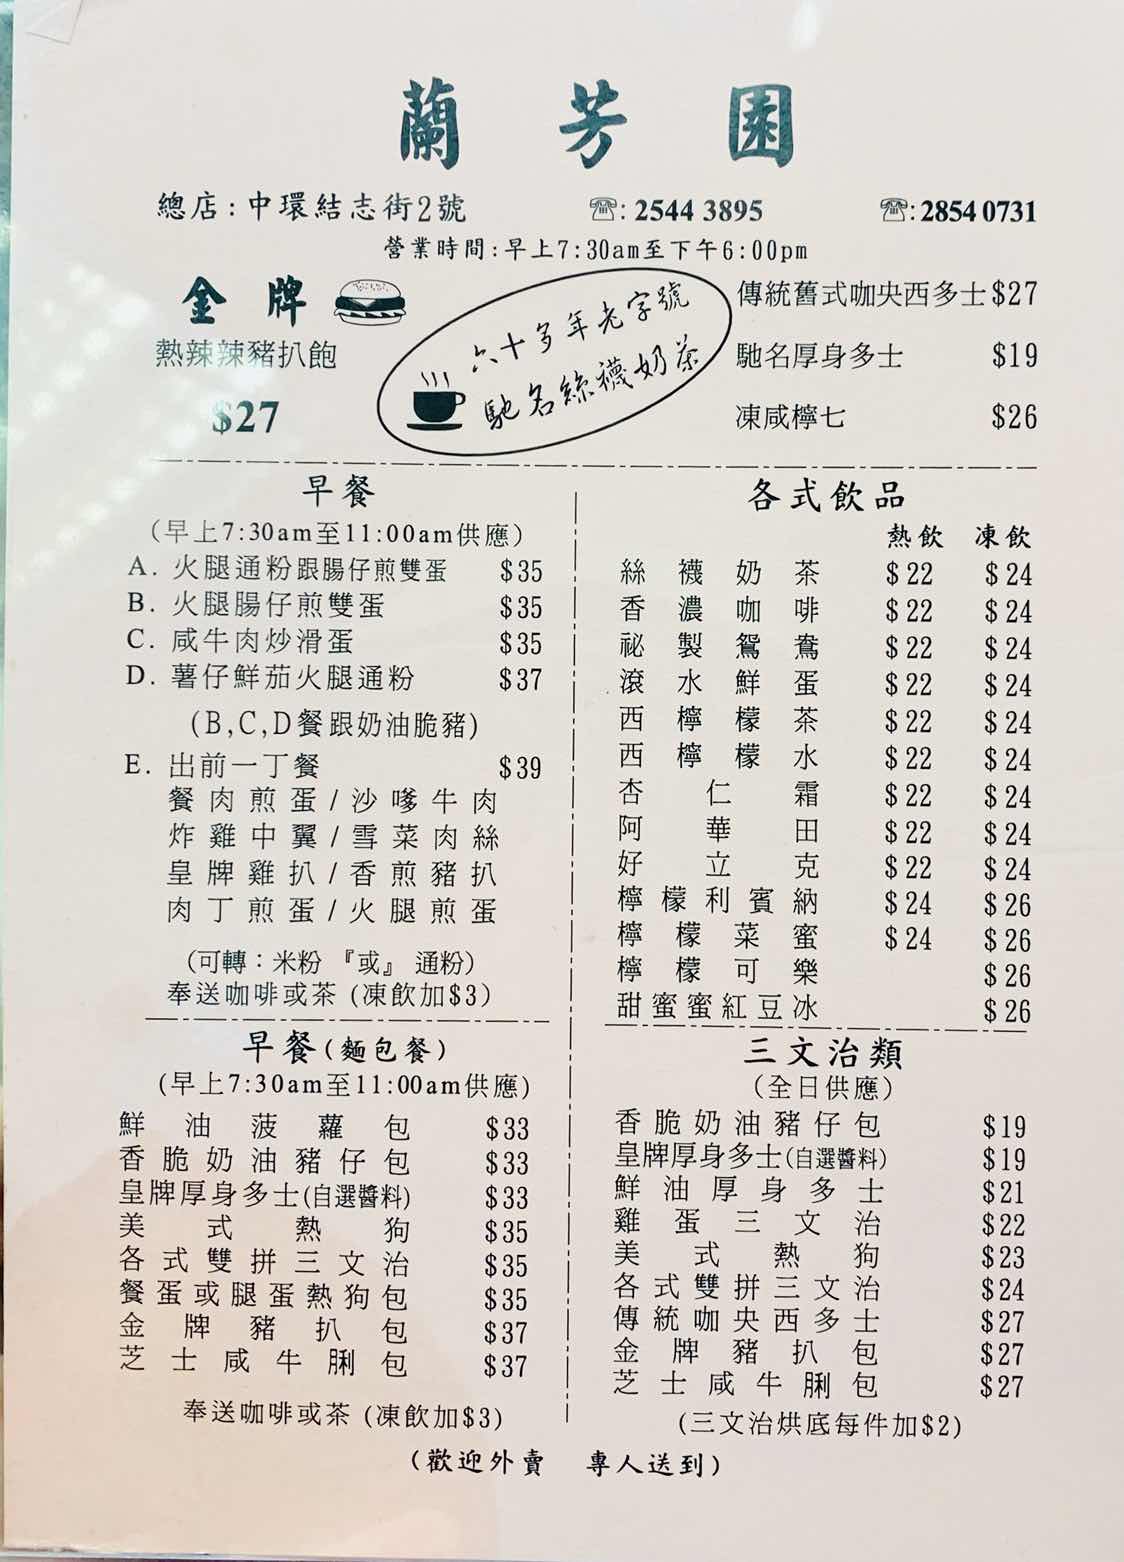 蘭芳園
總店:中環結志街2號 ☎:2544 3895 ☎:2854 0731
營業時間:早上7:30am至下午6:00pm
金牌
熱辣辣豬扒飽
$27
六十多年老字號
馳名絲襪奶茶
傳統舊式咖央西多士$27
馳名厚身多士 $19
凍咸檸七 $26
早餐
(早上7:30am至11:00am供應)
A. 火腿通粉跟腸仔煎雙蛋 $35
B. 火腿腸仔煎雙蛋 $35
C. 咸牛肉炒滑蛋 $35
D. 薯仔鮮茄火腿通粉 $37
(B,C,D餐跟奶油脆豬)
E. 出前一丁餐 $39
餐肉煎蛋/沙嗲牛肉
炸雞中翼/雪菜肉絲
皇牌雞扒/香煎豬扒
肉丁煎蛋/火腿煎蛋
(可轉：米粉『或』通粉)
奉送咖啡或茶 (凍飲加$3)
各式飲品
熱飲 凍飲
絲襪奶茶 $22 $24
香濃咖啡 $22 $24
祕製鴛鴦 $22 $24
滾水鮮蛋 $22 $24
西檸檬茶 $22 $24
西檸檬水 $22 $24
杏仁霜 $22 $24
阿華田 $22 $24
好立克 $22 $24
檸檬利賓納 $24 $26
檸檬菜蜜 $24 $26
檸檬可樂 $26
甜蜜蜜紅豆冰 $26
早餐(麵包餐)
(早上7:30am至11:00am供應)
鮮油菠蘿包 $33
香脆奶油豬仔包 $33
皇牌厚身多士(自選醬料) $33
美式熱狗 $35
各式雙拼三文治 $35
餐蛋或腿蛋熱狗包 $35
金牌豬扒包 $37
芝士咸牛脷包 $37
奉送咖啡或茶 (凍飲加$3)
三文治類
(全日供應)
香脆奶油豬仔包 $19
皇牌厚身多士(自選醬料) $19
鮮油厚身多士 $21
雞蛋三文治 $22
美式熱狗 $23
各式雙拼三文治 $24
傳統咖央西多士 $27
金牌豬扒包 $27
芝士咸牛脷包 $27
(三文治烘底每件加$2)
(歡迎外賣 專人送到)